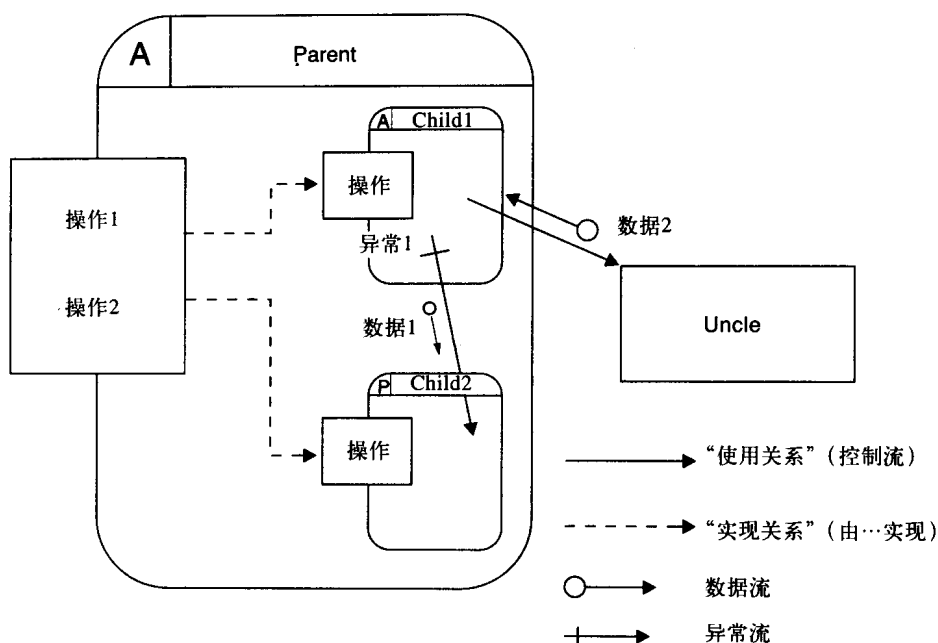 A Parent
A Child1
操作
操作1
异常1
数据2
操作2
数据1
Uncle
P Child2
操作
“使用关系”(控制流)
“实现关系”(由…实现)
数据流
异常流